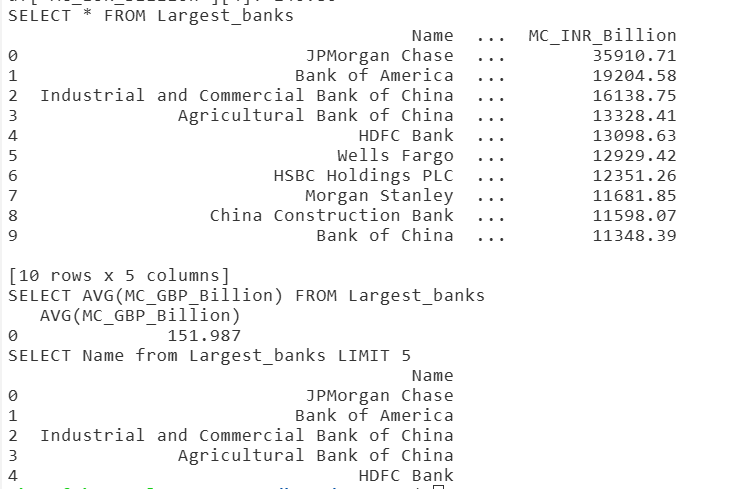 SELECT * FROM Largest_banks
Name ... MC_INR_Billion
0 JPMorgan Chase ... 35910.71
1 Bank of America ... 19204.58
2 Industrial and Commercial Bank of China ... 16138.75
3 Agricultural Bank of China ... 13328.41
4 HDFC Bank ... 13098.63
5 Wells Fargo ... 12929.42
6 HSBC Holdings PLC ... 12351.26
7 Morgan Stanley ... 11681.85
8 China Construction Bank ... 11598.07
9 Bank of China ... 11348.39
[10 rows x 5 columns]
SELECT AVG(MC_GBP_Billion) FROM Largest_banks
AVG(MC_GBP_Billion)
0 151.987
SELECT Name from Largest_banks LIMIT 5
Name
0 JPMorgan Chase
1 Bank of America
2 Industrial and Commercial Bank of China
3 Agricultural Bank of China
4 HDFC Bank